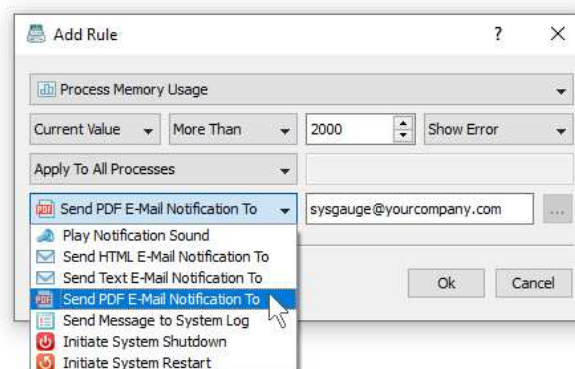 Add Rule
?
Process Memory Usage
Current Value
More Than
2000
Show Error
Apply To All Processes
Send PDF E-Mail Notification To
sysgauge@yourcompany.com
...
Play Notification Sound
Send HTML E-Mail Notification To
Send Text E-Mail Notification To
PDF Send PDF E-Mail Notification To
Send Message to System Log
Initiate System Shutdown
Initiate System Restart
Ok
Cancel